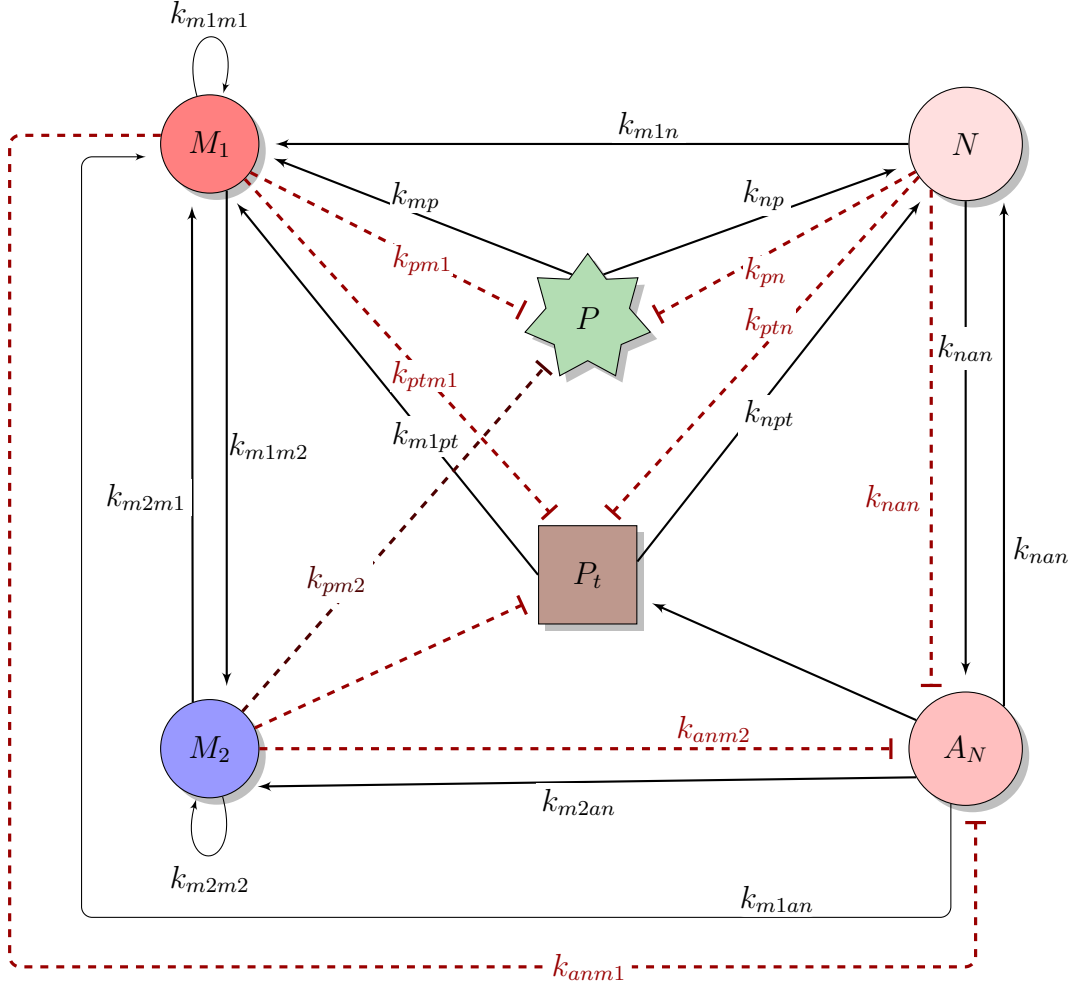 k_{m1m1}
k_{m1n}
M_1
N
k_{mp}
k_{np}
k_{pm1}
k_{pn}
P
k_{ptn}
k_{nan}
k_{ptm1}
k_{npt}
k_{m1pt}
k_{m1m2}
k_{m2m1}
k_{nan}
k_{nan}
P_t
k_{pm2}
k_{anm2}
M_2
A_N
k_{m2an}
k_{m2m2}
k_{m1an}
k_{anm1}